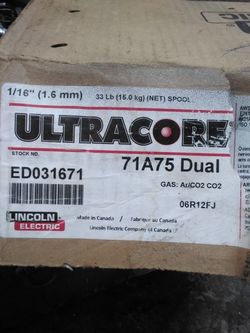 1/16" (1.6 mm) 33 Lb (15.0 kg) (NET) SPOOL
ULTRACORE
STOCK NO. 71A75 Dual
ED031671
GAS: Ar/CO2 CO2
06R12FJ
LINCOLN
ELECTRIC
Made in Canada / Fabriqué au Canada
Lincoln Electric Company of Canada